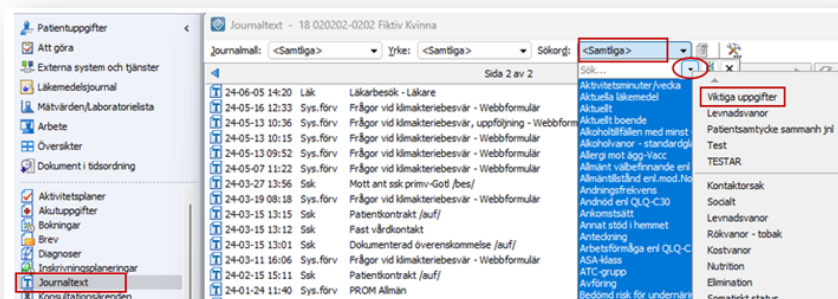 Patientuppgifter
Att göra
Externa system och tjänster
Läkemedelsjournal
Mätvärden/Laboratorielista
Arbete
Översikter
Dokument i tidsordning
Aktivitetsplaner
Akutuppgifter
Bokningar
Brev
Diagnoser
Inskrivningsplaneringar
Journaltext
Konsultationsärenden
Journaltext - 18 020202-0202 Fiktiv Kvinna
Journalmall: <Samtliga> Yrke: <Samtliga> Sökord: <Samtliga>
Sida 2 av 2
24-06-05 14:20 Läk Läkarbesök - Läkare
24-05-16 12:33 Sys.förv Frågor vid klimakteriebesvär - Webbformulär
24-05-13 10:36 Sys.förv Frågor vid klimakteriebesvär, uppföljning - Webbform
24-05-13 10:15 Sys.förv Frågor vid klimakteriebesvär - Webbformulär
24-05-13 09:52 Sys.förv Frågor vid klimakteriebesvär - Webbformulär
24-05-07 11:22 Sys.förv Frågor vid klimakteriebesvär - Webbformulär
24-03-27 13:56 Ssk Mott ant ssk primv-Gotl /bes/
24-03-19 08:18 Sys.förv Frågor vid klimakteriebesvär - Webbformulär
24-03-15 13:15 Ssk Patientkontrakt /auf/
24-03-15 13:12 Ssk Fast vårdkontakt
24-03-15 13:01 Ssk Dokumenterad överenskommelse /auf/
24-03-11 16:06 Sys.förv Frågor vid klimakteriebesvär - Webbformulär
24-02-15 15:11 Ssk Patientkontrakt /auf/
24-01-24 11:40 Sys.förv PROM Allmän
Sök...
Aktivitetsminuter/vecka
Aktuella läkemedel
Aktuellt
Aktuellt boende
Alkoholtillfällen med minst
Alkoholvanor - standardgla
Allergi mot ägg-Vacc
Allmänt välbefinnande enl
Allmäntillstånd enl.mod.No
Andningsfrekvens
Andnöd enl QLQ-C30
Ankomstsätt
Annat stöd i hemmet
Anteckning
Arbetsförmåga enl QLQ-C
ASA-klass
ATC-grupp
Avföring
Bedömd risk för undernärin
Viktiga uppgifter
Levnadsvanor
Patientsamtycke sammanh jnl
Test
TESTAR
Kontaktorsak
Socialt
Levnadsvanor
Rökvanor - tobak
Kostvanor
Nutrition
Elimination
Somatiskt status